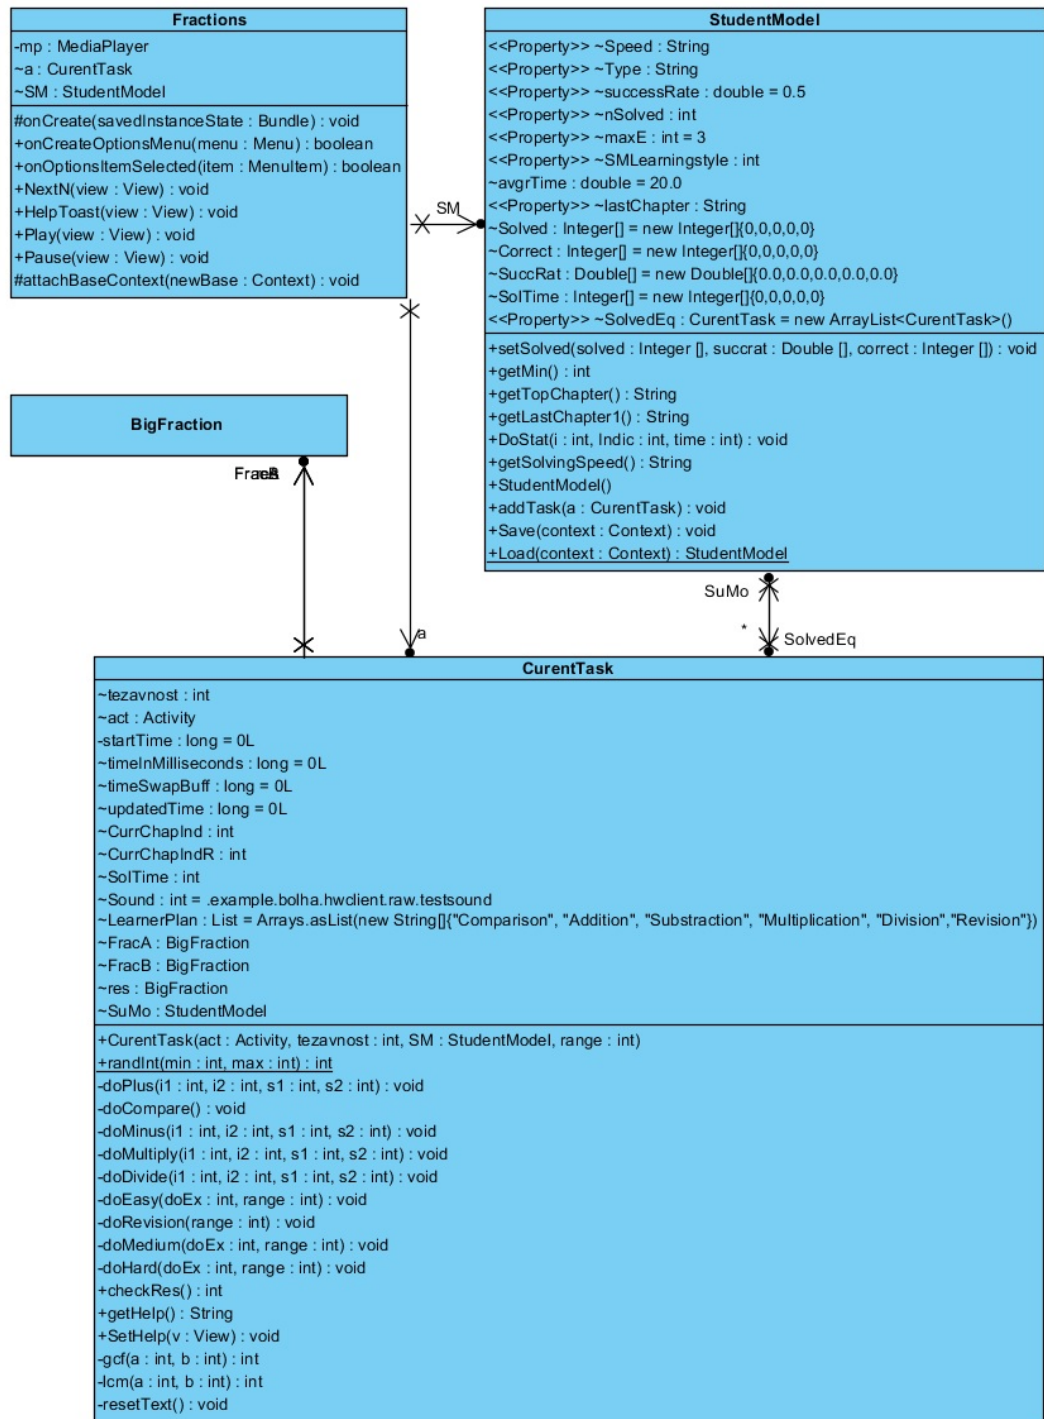 Fractions
-mp : MediaPlayer
~a : CurentTask
~SM : StudentModel
#onCreate(savedInstanceState : Bundle) : void
+onCreateOptionsMenu(menu : Menu) : boolean
+onOptionsItemSelected(item : MenuItem) : boolean
+NextN(view : View) : void
+HelpToast(view : View) : void
+Play(view : View) : void
+Pause(view : View) : void
#attachBaseContext(newBase : Context) : void
SM
StudentModel
<<Property>> ~Speed : String
<<Property>> ~Type : String
<<Property>> ~successRate : double = 0.5
<<Property>> ~nSolved : int
<<Property>> ~maxE : int = 3
<<Property>> ~SMLearningstyle : int
~avgrTime : double = 20.0
<<Property>> ~lastChapter : String
~Solved : Integer[] = new Integer[]{0,0,0,0,0}
~Correct : Integer[] = new Integer[]{0,0,0,0,0}
~SuccRat : Double[] = new Double[]{0.0,0.0,0.0,0.0,0.0}
~SolTime : Integer[] = new Integer[]{0,0,0,0,0}
<<Property>> ~SolvedEq : CurentTask = new ArrayList<CurentTask>()
+setSolved(solved : Integer [], succrat : Double [], correct : Integer []) : void
+getMin() : int
+getTopChapter() : String
+getLastChapter1() : String
+DoStat(i : int, Indic : int, time : int) : void
+getSolvingSpeed() : String
+StudentModel()
+addTask(a : CurentTask) : void
+Save(context : Context) : void
+Load(context : Context) : StudentModel
BigFraction
SuMo
*
SolvedEq
a
CurentTask
~tezavnost : int
~act : Activity
-startTime : long = 0L
~timeInMilliseconds : long = 0L
~timeSwapBuff : long = 0L
~updatedTime : long = 0L
~CurrChapInd : int
~CurrChapIndR : int
~SolTime : int
~Sound : int = .example.bolha.hwclient.raw.testsound
~LearnerPlan : List = Arrays.asList(new String[]{"Comparison", "Addition", "Substraction", "Multiplication", "Division","Revision"})
~FracA : BigFraction
~FracB : BigFraction
~res : BigFraction
~SuMo : StudentModel
+CurentTask(act : Activity, tezavnost : int, SM : StudentModel, range : int)
+randInt(min : int, max : int) : int
-doPlus(i1 : int, i2 : int, s1 : int, s2 : int) : void
-doCompare() : void
-doMinus(i1 : int, i2 : int, s1 : int, s2 : int) : void
-doMultiply(i1 : int, i2 : int, s1 : int, s2 : int) : void
-doDivide(i1 : int, i2 : int, s1 : int, s2 : int) : void
-doEasy(doEx : int, range : int) : void
-doRevision(range : int) : void
-doMedium(doEx : int, range : int) : void
-doHard(doEx : int, range : int) : void
+checkRes() : int
+getHelp() : String
+SetHelp(v : View) : void
-gcf(a : int, b : int) : int
-lcm(a : int, b : int) : int
-resetText() : void